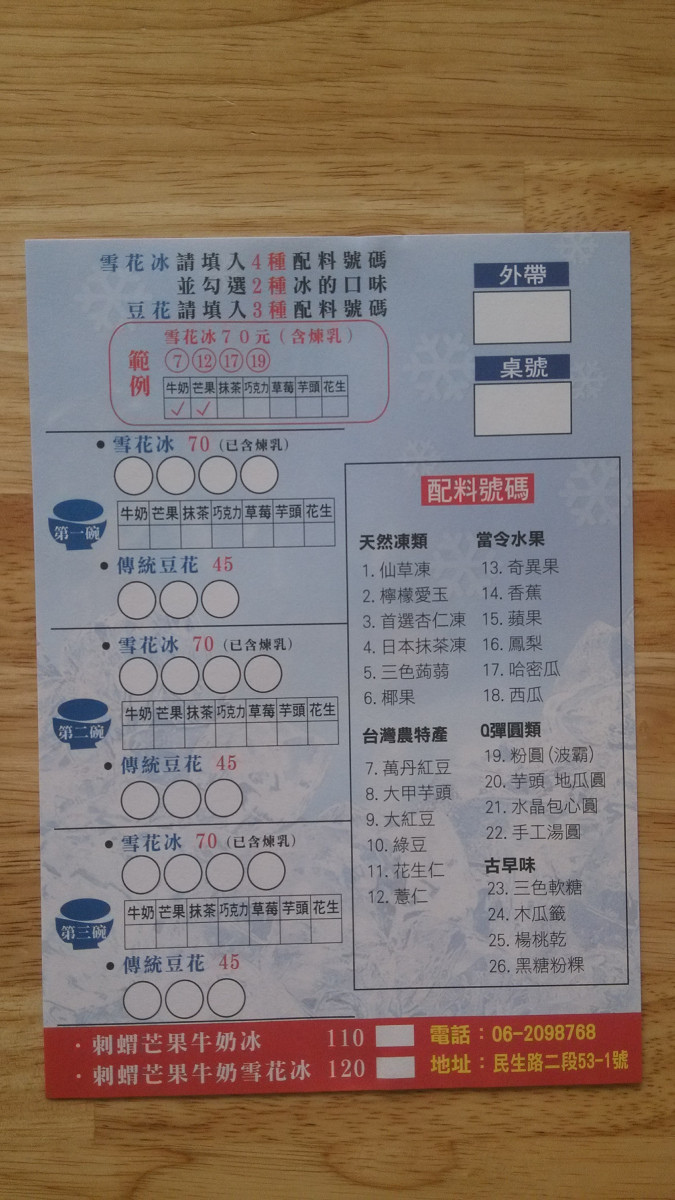 雪花冰請填入4種配料號碼
並勾選2種冰的口味
豆花請填入3種配料號碼
外帶
桌號
範例
雪花冰70元(含煉乳)
⑦⑫⑰⑲
牛奶 芒果 抹茶 巧克力 草莓 芋頭 花生
✓ ✓
第一碗
• 雪花冰 70 (已含煉乳)
牛奶 芒果 抹茶 巧克力 草莓 芋頭 花生
• 傳統豆花 45
第二碗
• 雪花冰 70 (已含煉乳)
牛奶 芒果 抹茶 巧克力 草莓 芋頭 花生
• 傳統豆花 45
第三碗
• 雪花冰 70 (已含煉乳)
牛奶 芒果 抹茶 巧克力 草莓 芋頭 花生
• 傳統豆花 45
配料號碼
天然凍類
1. 仙草凍
2. 檸檬愛玉
3. 首選杏仁凍
4. 日本抹茶凍
5. 三色蒟蒻
6. 椰果
台灣農特產
7. 萬丹紅豆
8. 大甲芋頭
9. 大紅豆
10. 綠豆
11. 花生仁
12. 薏仁
當令水果
13. 奇異果
14. 香蕉
15. 蘋果
16. 鳳梨
17. 哈密瓜
18. 西瓜
Q彈圓類
19. 粉圓(波霸)
20. 芋頭 地瓜圓
21. 水晶包心圓
22. 手工湯圓
古早味
23. 三色軟糖
24. 木瓜籤
25. 楊桃乾
26. 黑糖粉粿
· 刺蝟芒果牛奶冰 110
· 刺蝟芒果牛奶雪花冰 120
電話：06-2098768
地址：民生路二段53-1號